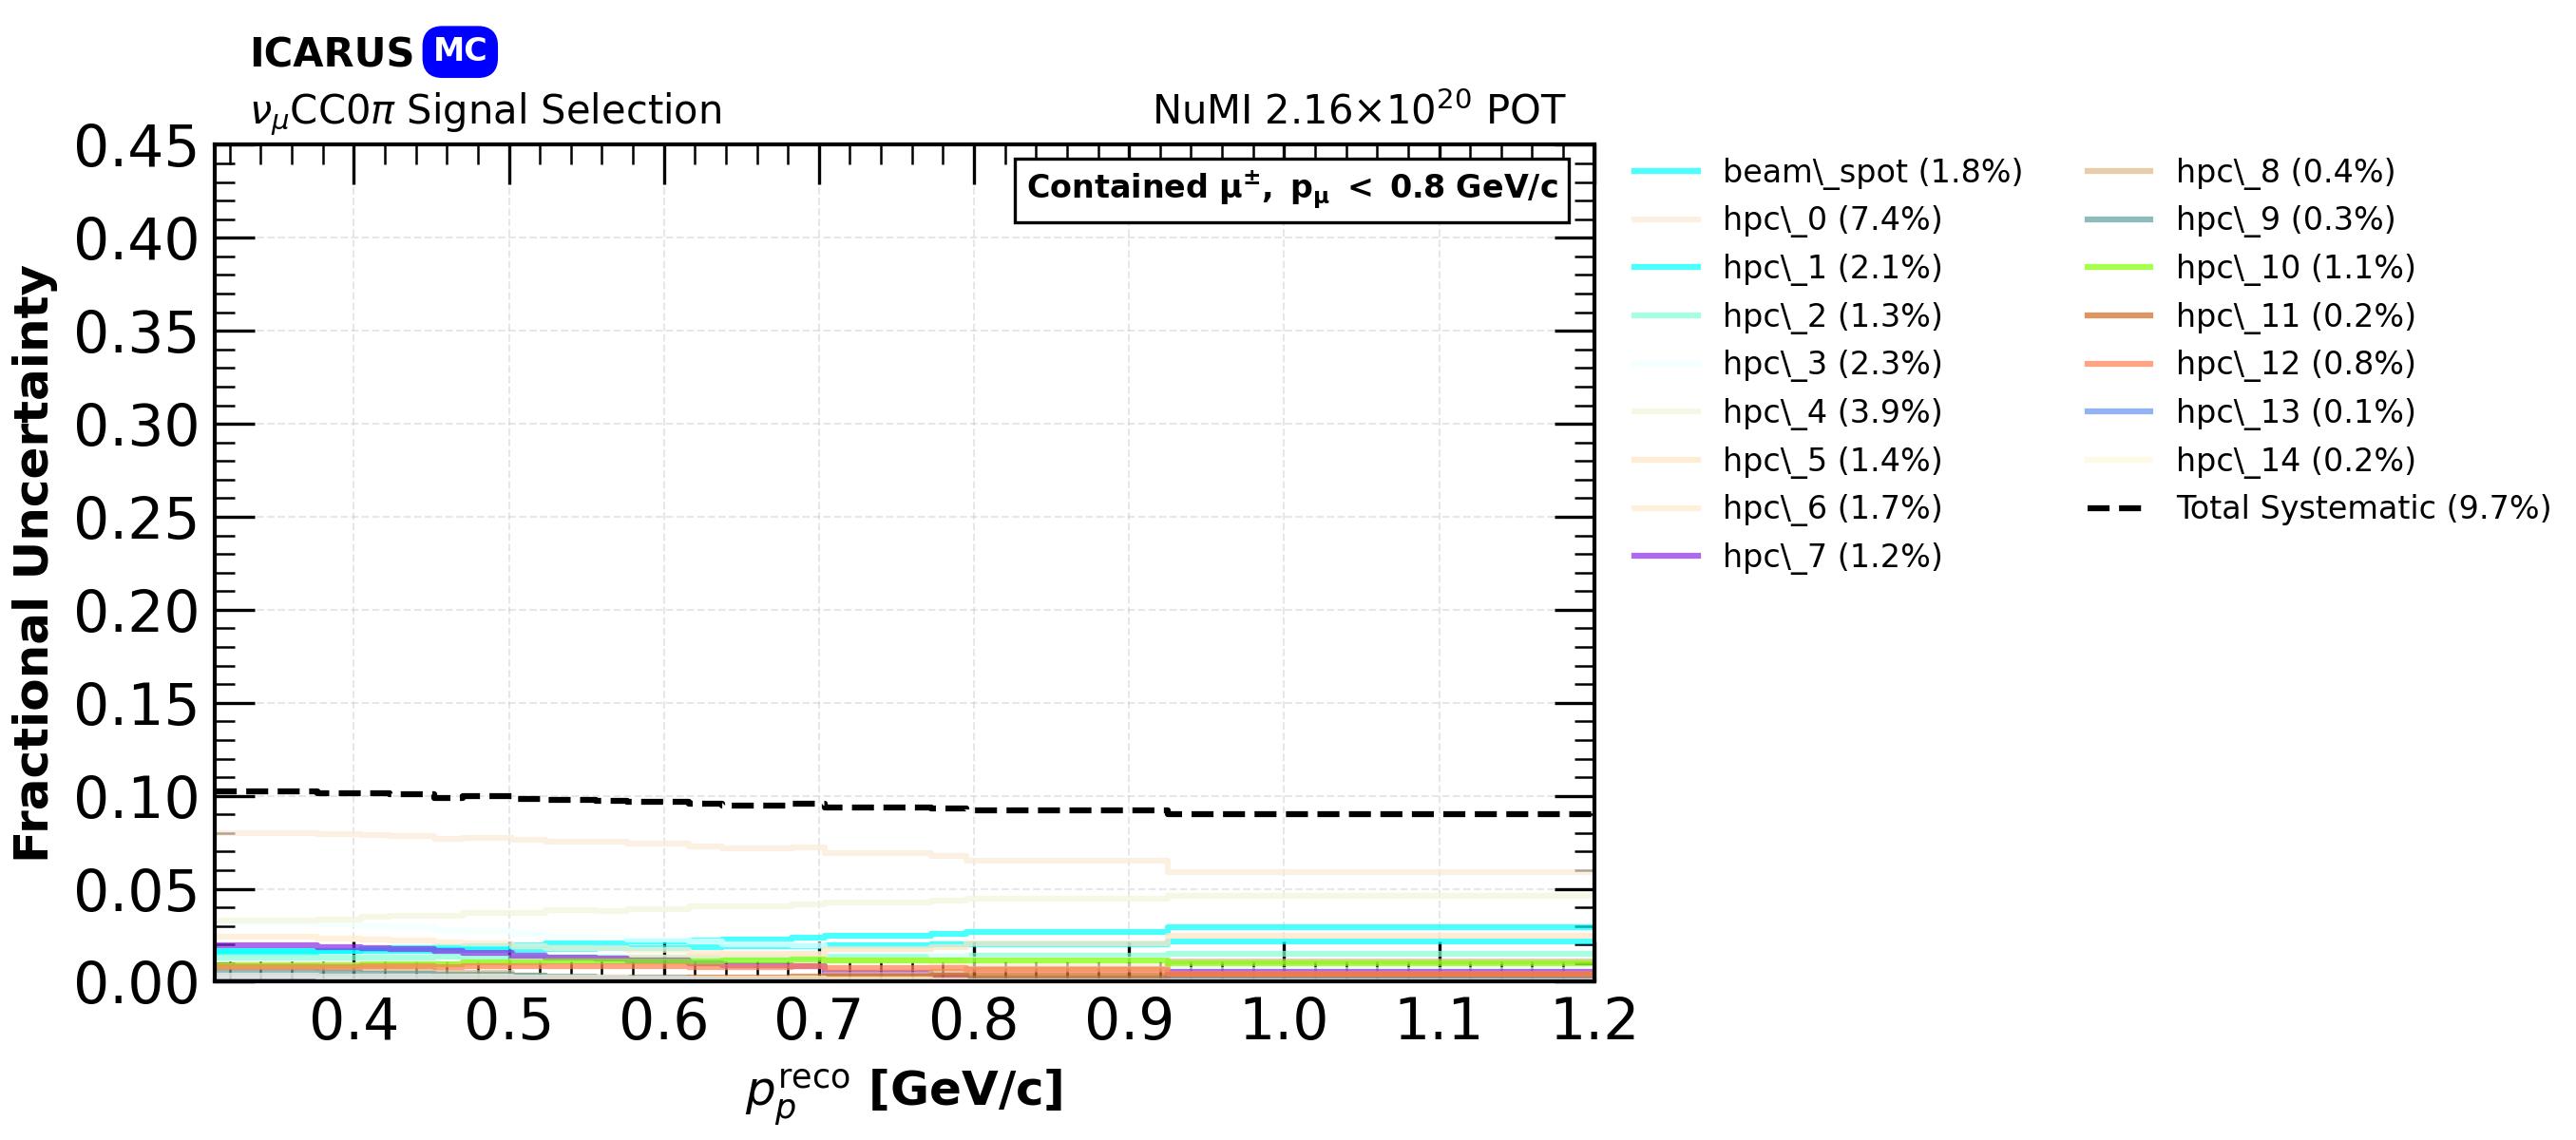 ICARUS MC
νμCC0π Signal Selection
NuMI 2.16×10²⁰ POT
Contained μ±, pμ < 0.8 GeV/c
Fractional Uncertainty
0.45
0.40
0.35
0.30
0.25
0.20
0.15
0.10
0.05
0.00
0.4 0.5 0.6 0.7 0.8 0.9 1.0 1.1 1.2
p_p^reco [GeV/c]
beam\_spot (1.8%)
hpc\_0 (7.4%)
hpc\_1 (2.1%)
hpc\_2 (1.3%)
hpc\_3 (2.3%)
hpc\_4 (3.9%)
hpc\_5 (1.4%)
hpc\_6 (1.7%)
hpc\_7 (1.2%)
hpc\_8 (0.4%)
hpc\_9 (0.3%)
hpc\_10 (1.1%)
hpc\_11 (0.2%)
hpc\_12 (0.8%)
hpc\_13 (0.1%)
hpc\_14 (0.2%)
Total Systematic (9.7%)